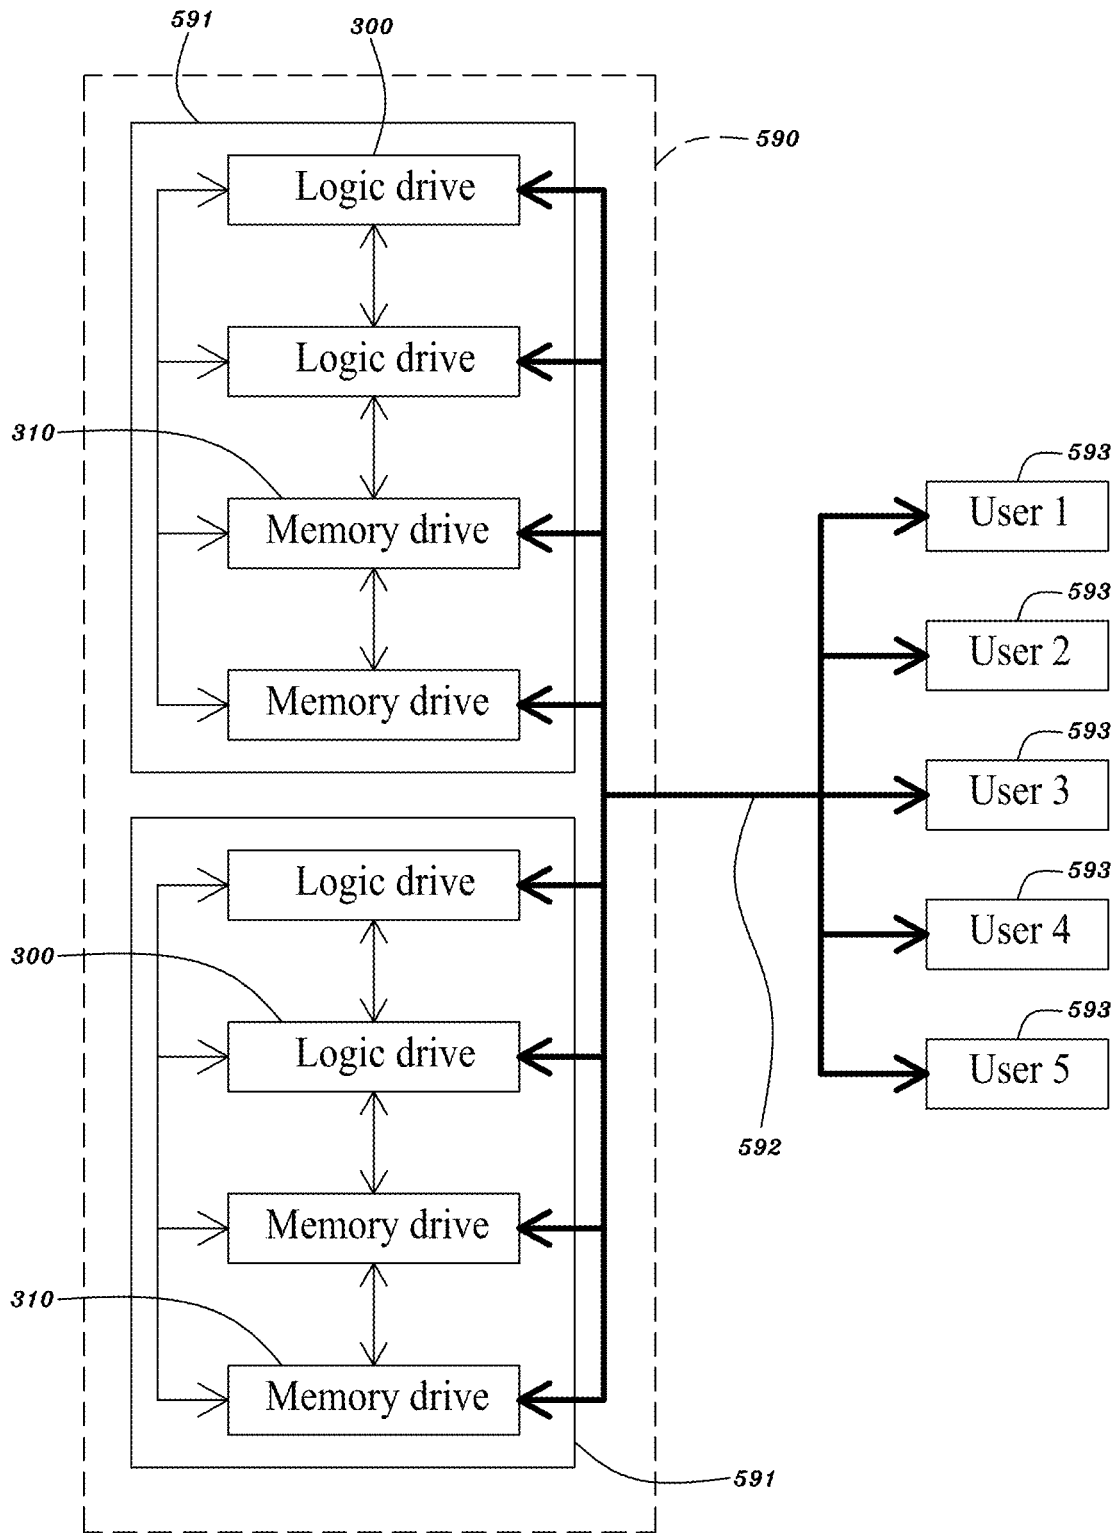 591
300
590
Logic drive
Logic drive
310
Memory drive
Memory drive
593
User 1
593
User 2
593
User 3
593
User 4
593
User 5
592
Logic drive
300
Logic drive
Memory drive
310
Memory drive
591